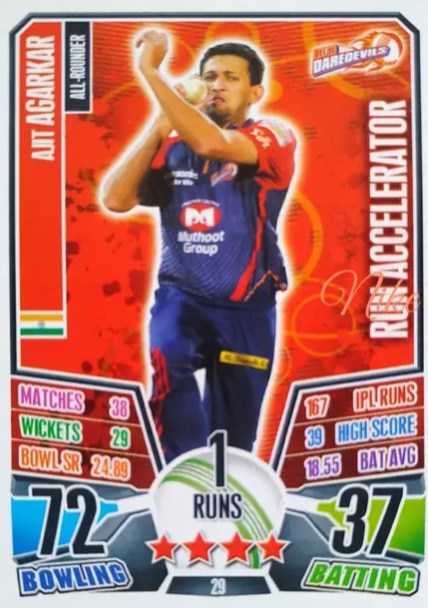 AJIT AGARKAR
ALL-ROUNDER
DELHI
DAREDEVILS
RUN ACCELERATOR
Nike
Muthoot
Group
MATCHES 38
WICKETS 29
BOWL SR 24.89
167 IPL RUNS
39 HIGH SCORE
18.55 BAT AVG
1
RUNS
72
BOWLING
37
BATTING
29